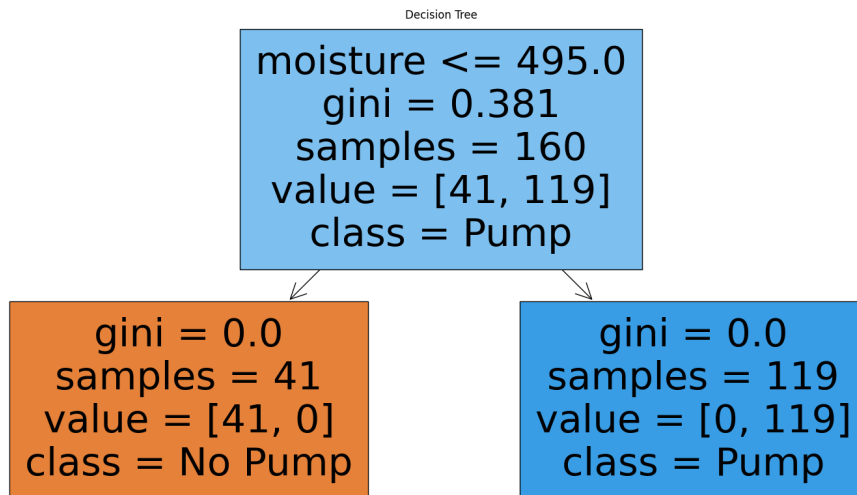 Decision Tree
moisture <= 495.0
gini = 0.381
samples = 160
value = [41, 119]
class = Pump
gini = 0.0
samples = 41
value = [41, 0]
class = No Pump
gini = 0.0
samples = 119
value = [0, 119]
class = Pump